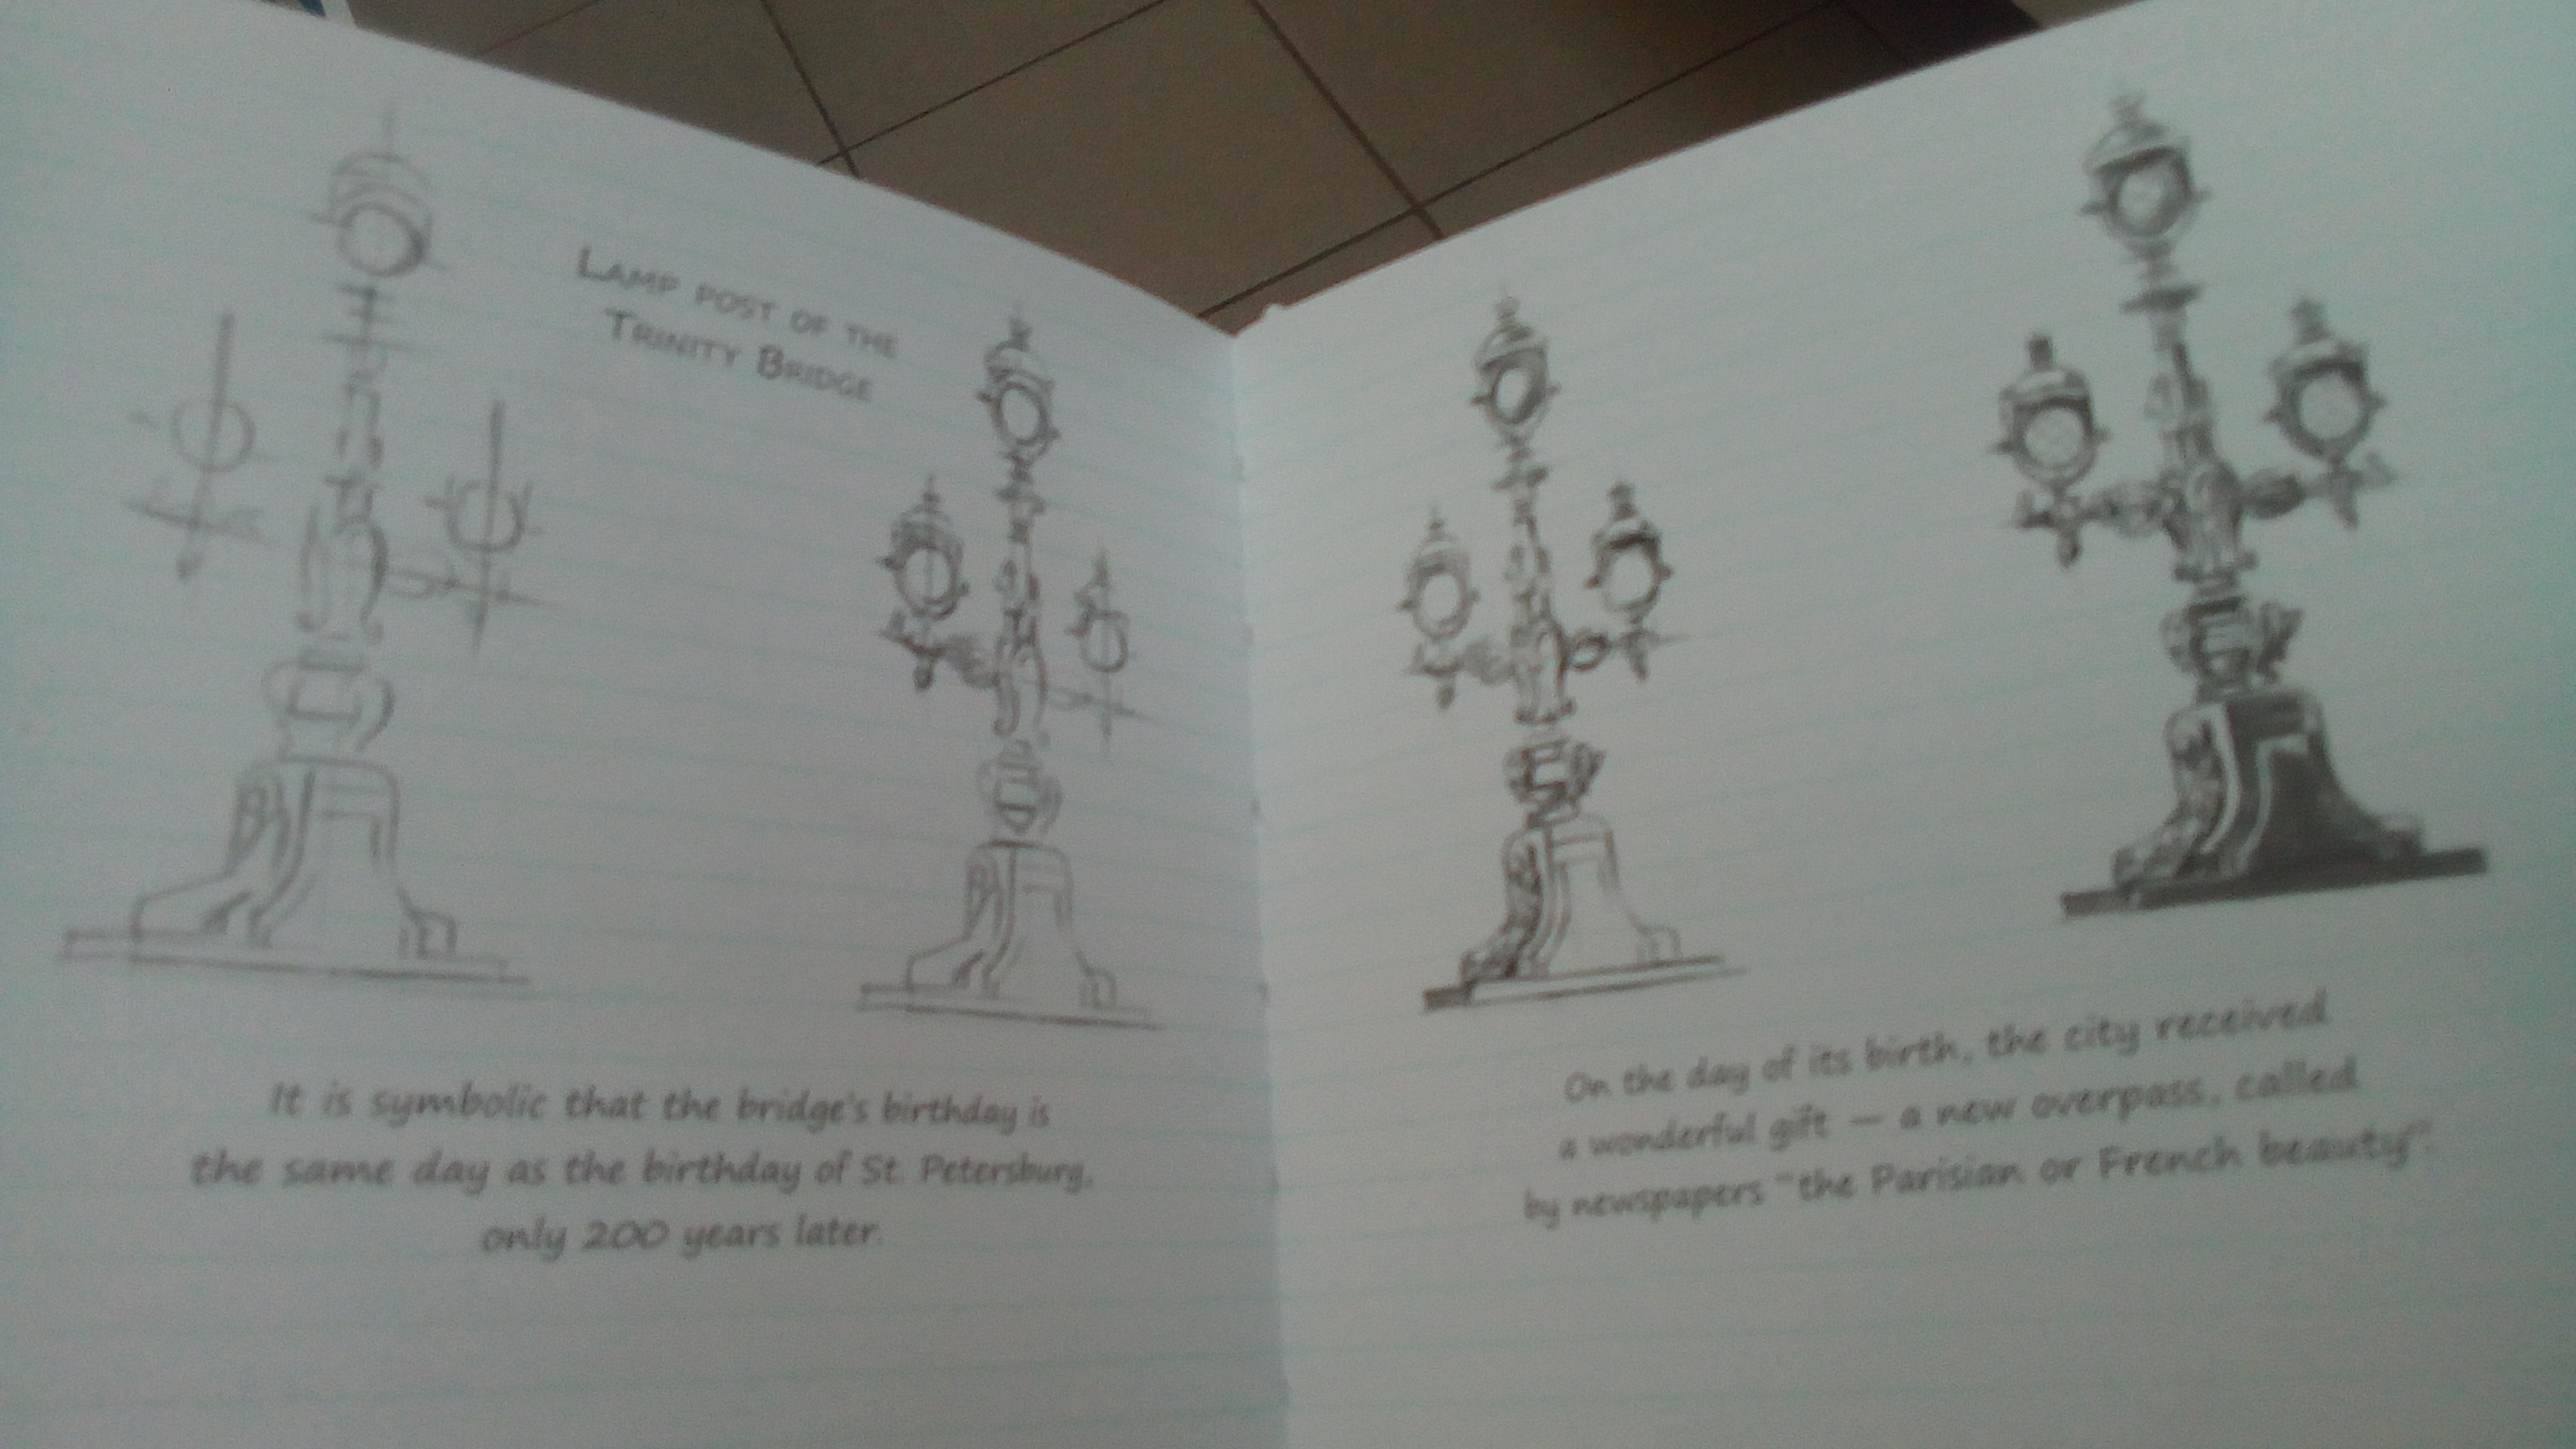 LAMP POST OF THE
TRINITY BRIDGE
It is symbolic that the bridge's birthday is
the same day as the birthday of St. Petersburg,
only 200 years later.
On the day of its birth, the city received
a wonderful gift — a new overpass, called
by newspapers "the Parisian or French beauty".